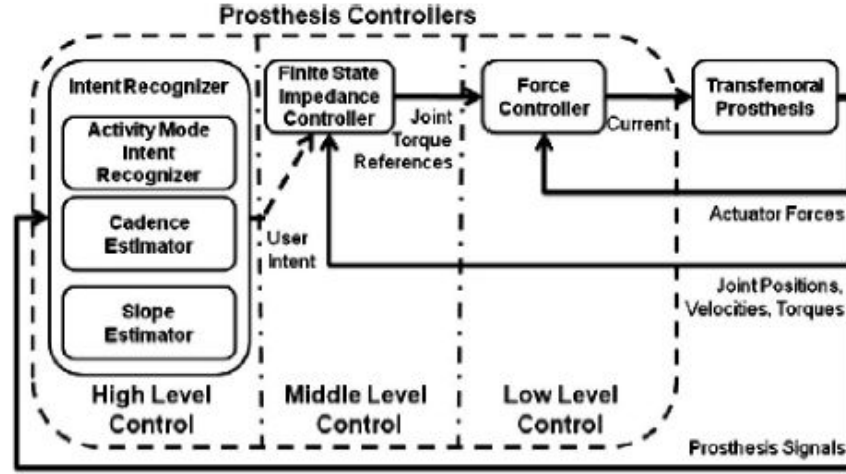 Prosthesis Controllers
Intent Recognizer
Activity Mode
Intent
Recognizer
Cadence
Estimator
Slope
Estimator
High Level
Control
Finite State
Impedance
Controller
User
Intent
Joint
Torque
References
Middle Level
Control
Force
Controller
Current
Low Level
Control
Transfemoral
Prosthesis
Actuator Forces
Joint Positions,
Velocities, Torques
Prosthesis Signals